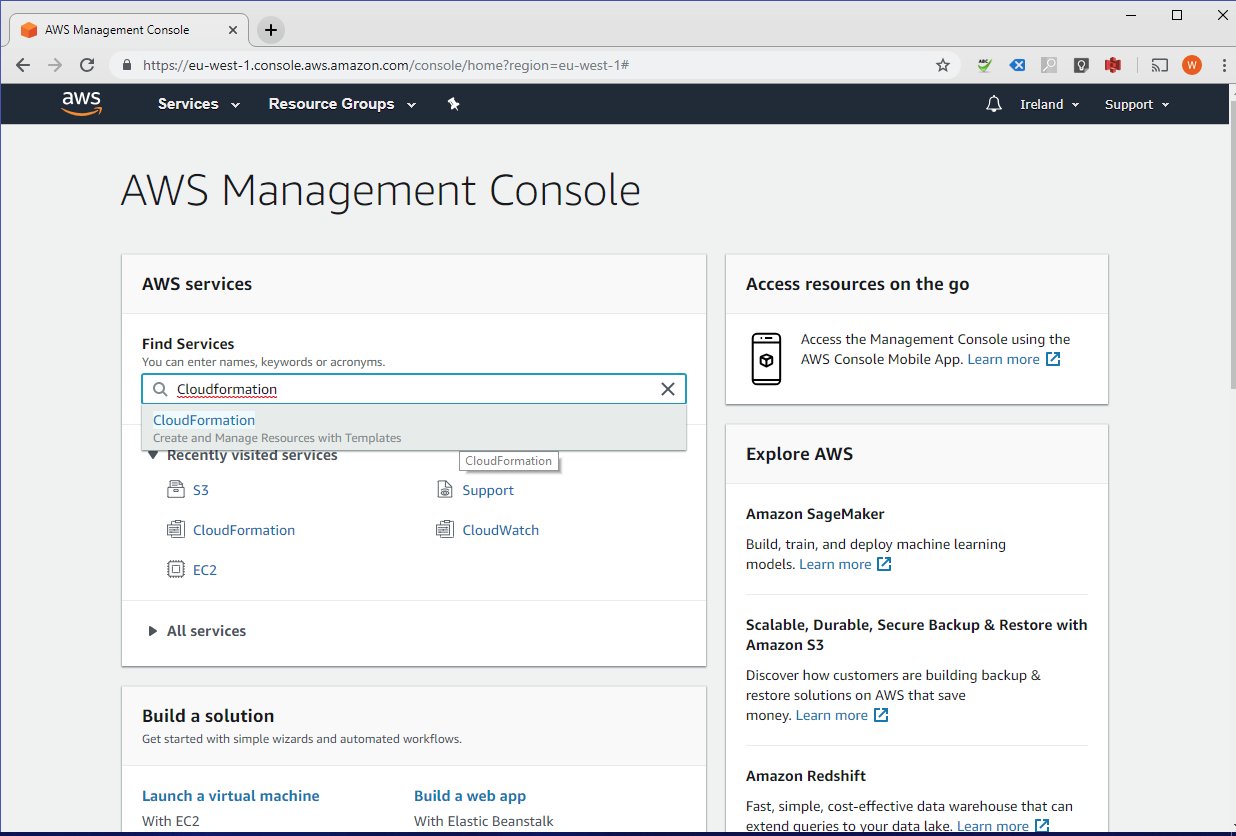 AWS Management Console
https://eu-west-1.console.aws.amazon.com/console/home?region=eu-west-1#
ABC
W
aws
Services
Resource Groups
Ireland
Support
AWS Management Console
AWS services
Find Services
You can enter names, keywords or acronyms.
Cloudformation
CloudFormation
Create and Manage Resources with Templates
CloudFormation
Recently visited services
S3
Support
CloudFormation
CloudWatch
EC2
All services
Build a solution
Get started with simple wizards and automated workflows.
Launch a virtual machine
Build a web app
With EC2
With Elastic Beanstalk
Access resources on the go
Access the Management Console using the
AWS Console Mobile App. Learn more
Explore AWS
Amazon SageMaker
Build, train, and deploy machine learning
models. Learn more
Scalable, Durable, Secure Backup & Restore with
Amazon S3
Discover how customers are building backup &
restore solutions on AWS that save
money. Learn more
Amazon Redshift
Fast, simple, cost-effective data warehouse that can
extend queries to your data lake. Learn more